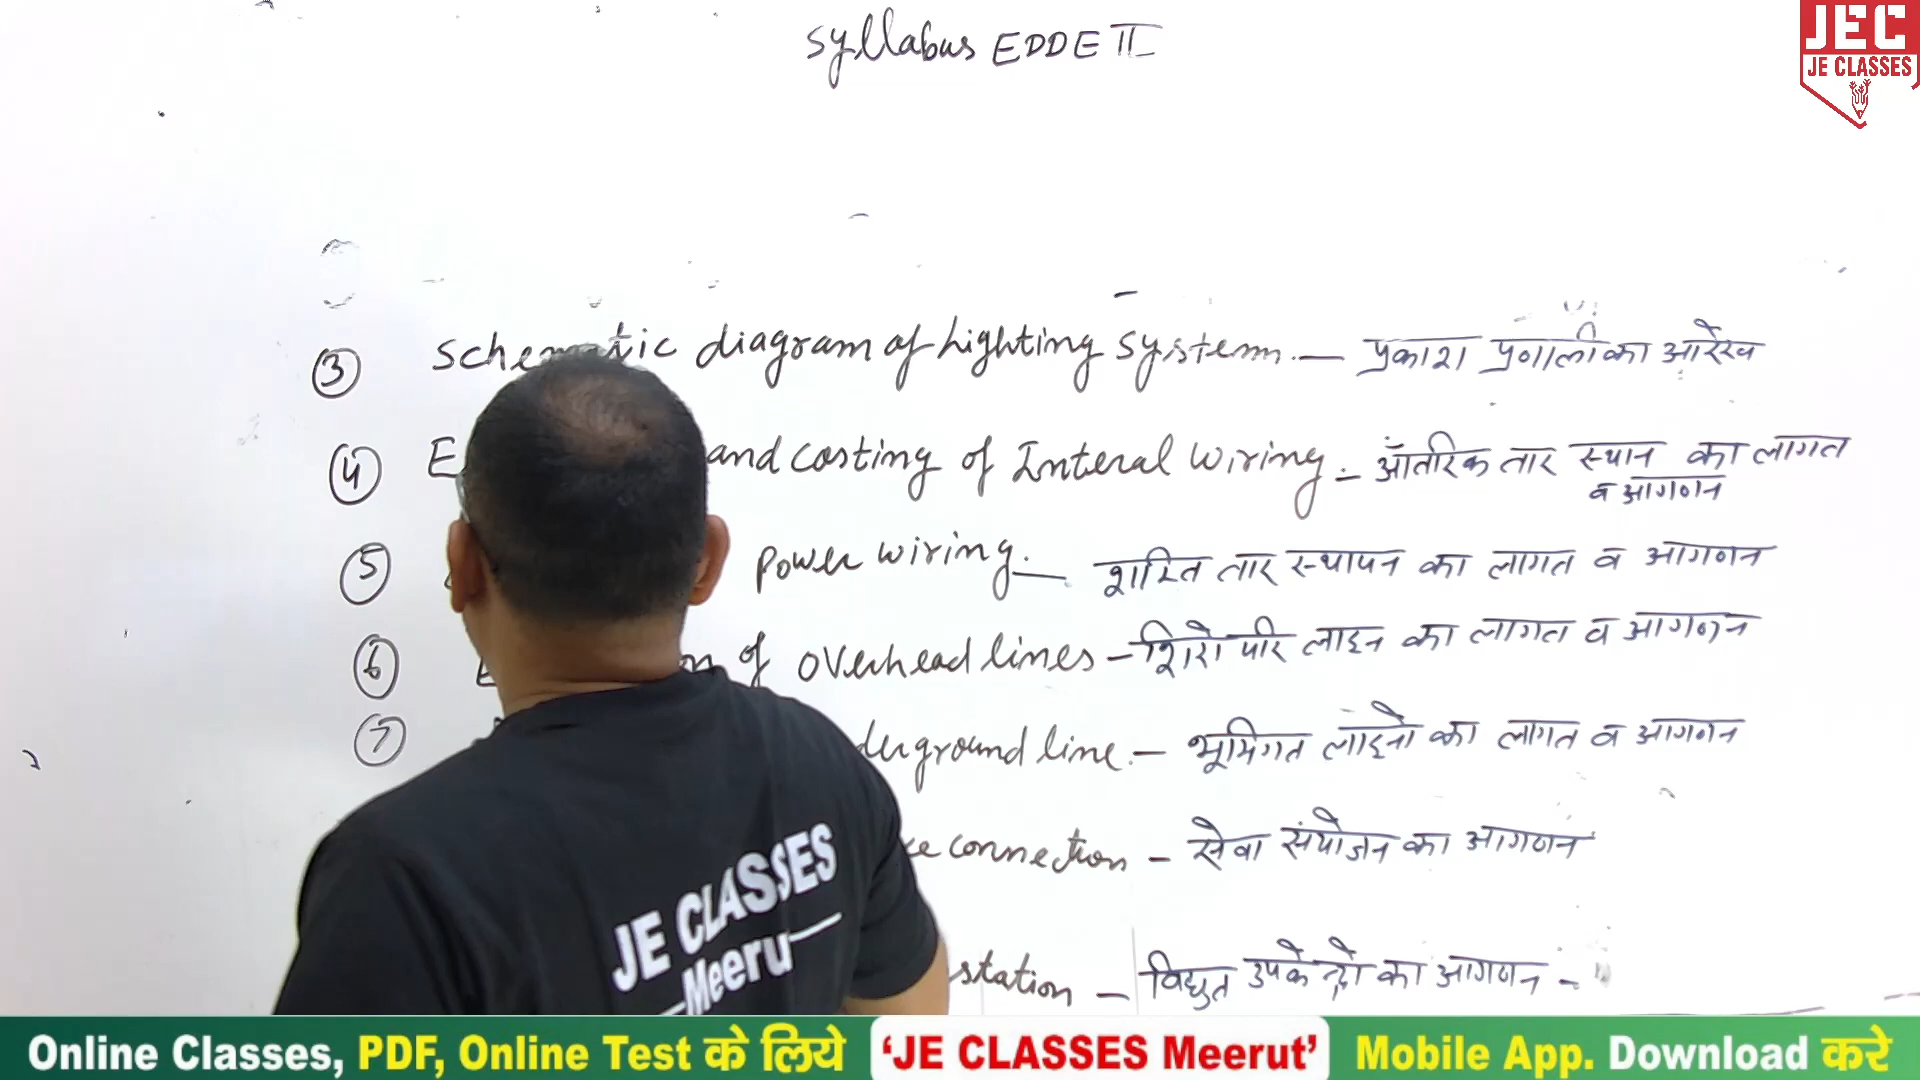 syllabus EDDE II
JEC
JE CLASSES
③ schematic diagram of Lighting system. — प्रकाश प्रणाली का आरेख
④ and costing of Interal wiring. – आँतरिक तार स्थान का लागत
व आगणन
⑤ Power wiring. — शक्ति तार स्थापन का लागत व आगणन
⑥ of overhead lines – शिरोपरि लाइन का लागत व आगणन
⑦ derground line. – भूमिगत लाइनो का लागत व आगणन
ce connection – सेवा संयोजन का आगणन
station – विद्युत उपकेन्द्रो का आगणन –
JE CLASSES
Meeru
Online Classes, PDF, Online Test के लिये ‘JE CLASSES Meerut’ Mobile App. Download करे